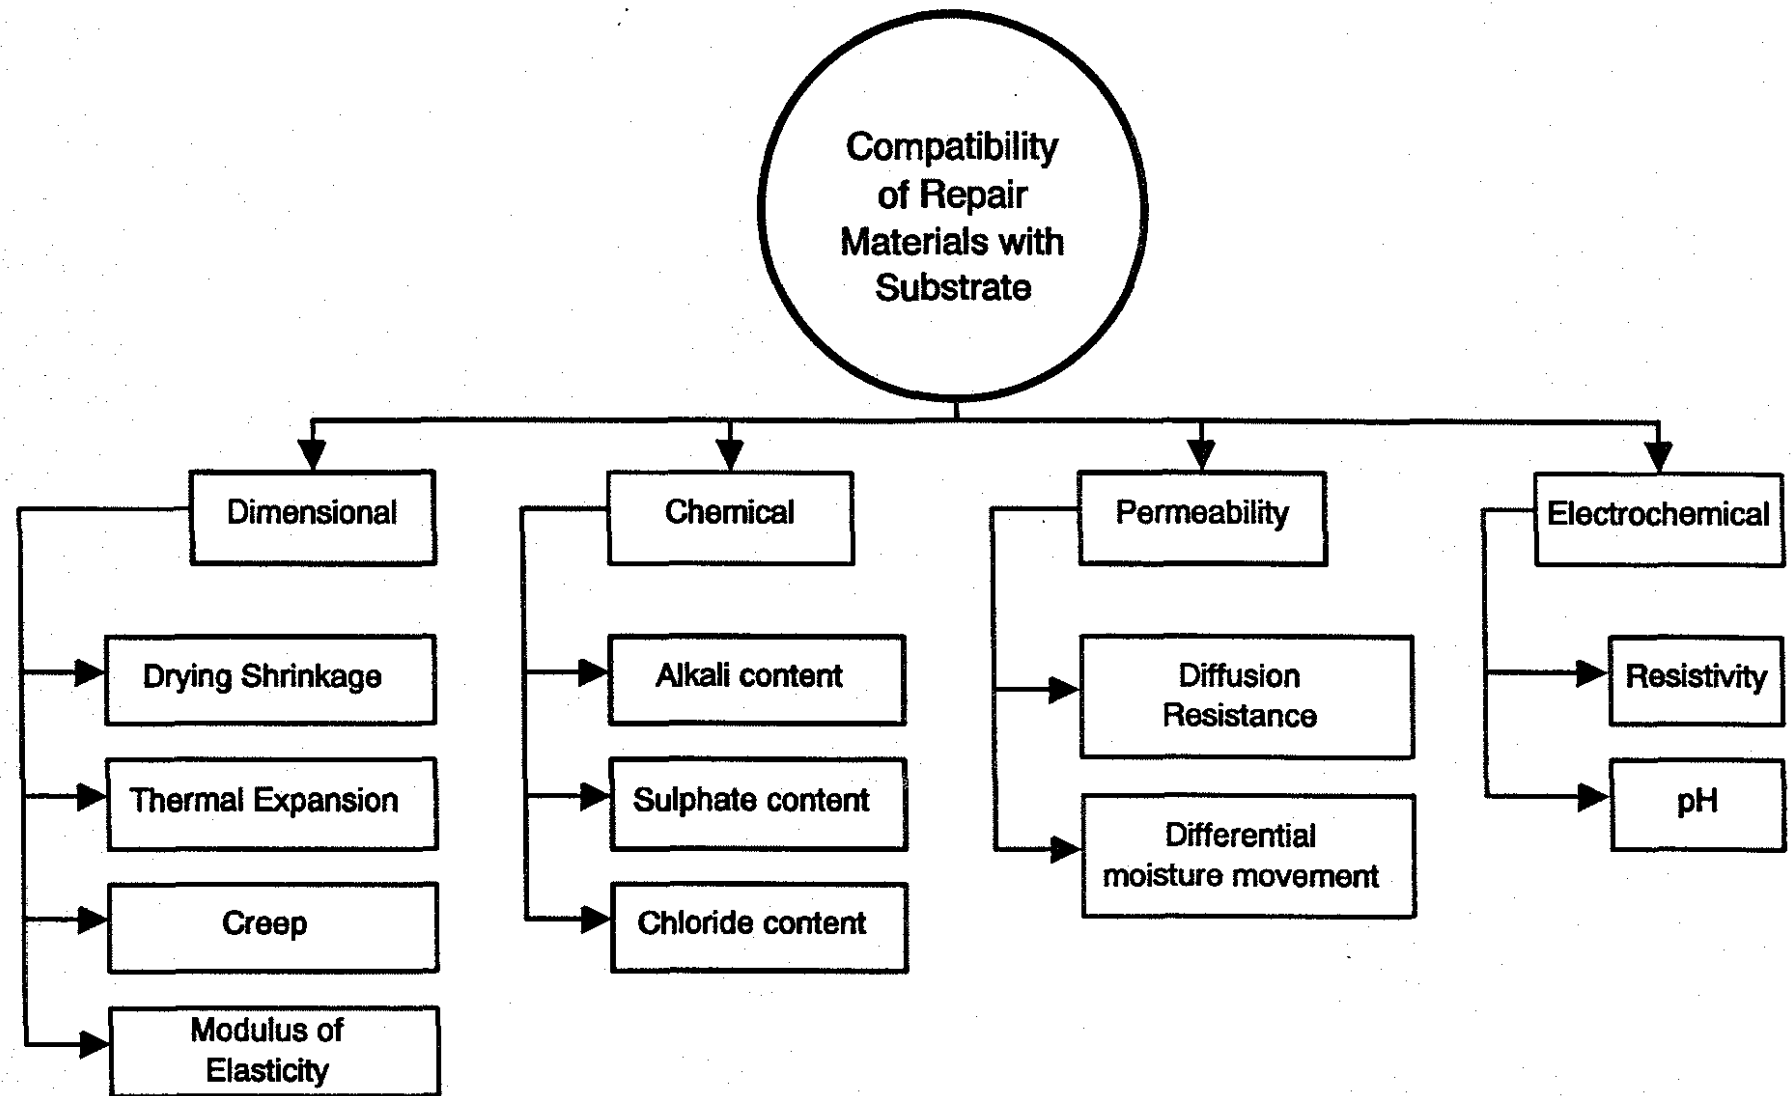 Compatibility
of Repair
Materials with
Substrate
Dimensional
Chemical
Permeability
Electrochemical
Drying Shrinkage
Thermal Expansion
Creep
Modulus of
Elasticity
Alkali content
Sulphate content
Chloride content
Diffusion
Resistance
Differential
moisture movement
Resistivity
pH